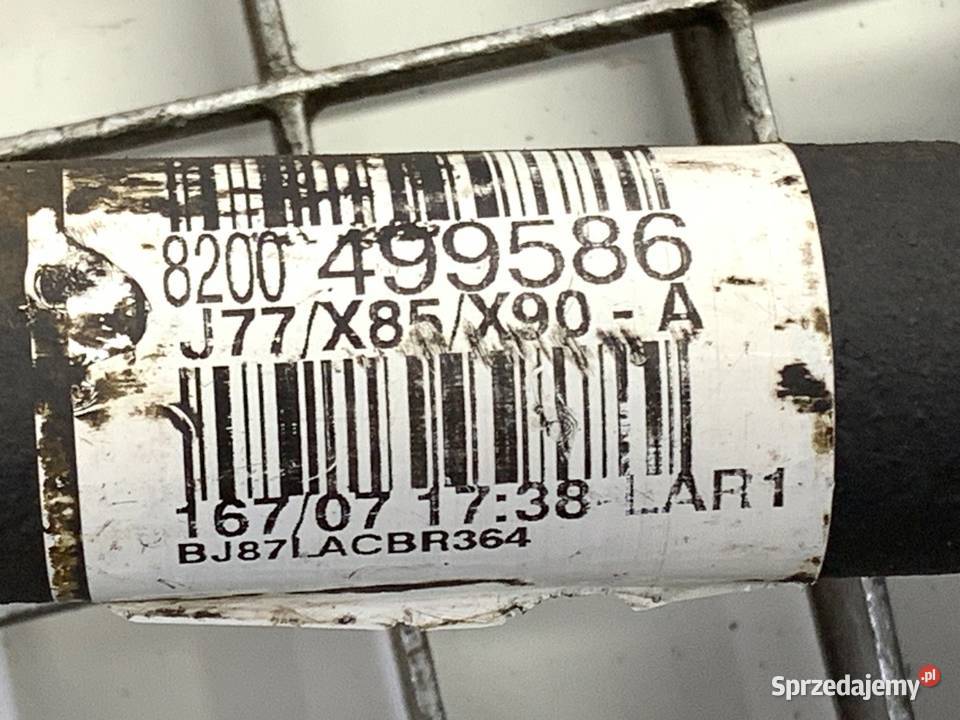 8200 499586
J77/X85/X90 - A
167/07 17:38 LAR1
BJ87LACBR364
Sprzedajemy.pl